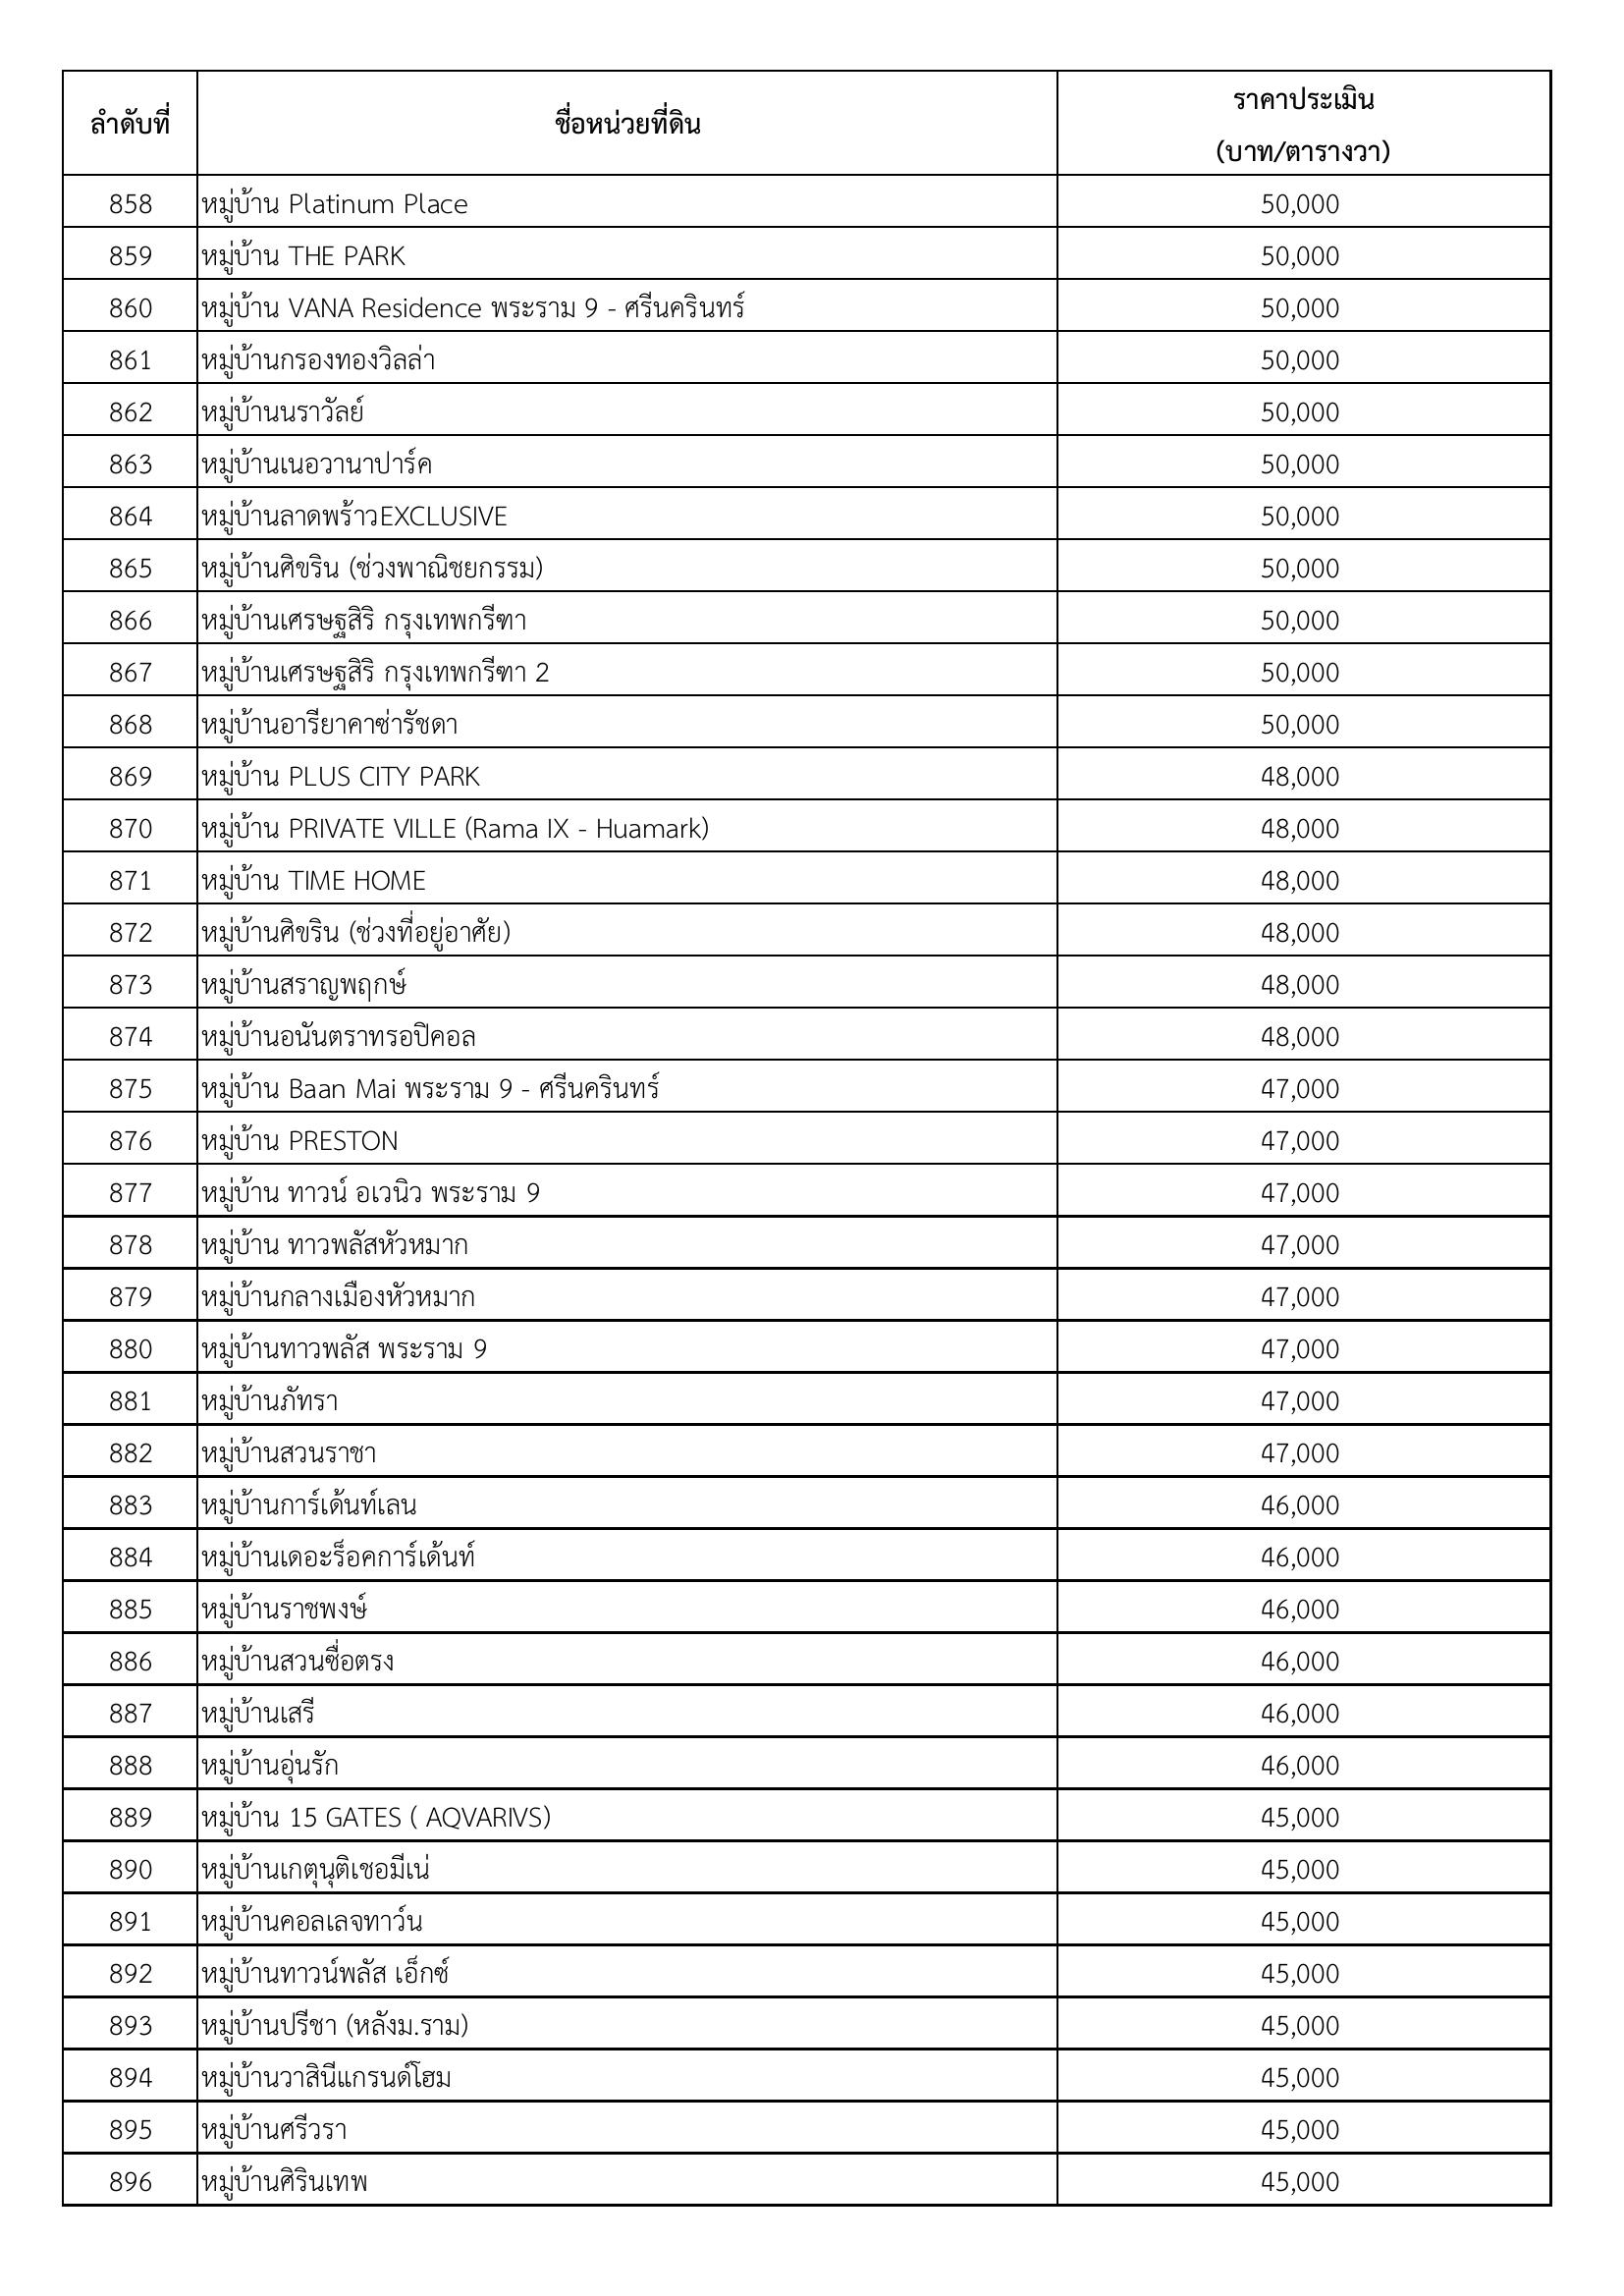 ลำดับที่ ชื่อหน่วยที่ดิน ราคาประเมิน
(บาท/ตารางวา)
858 หมู่บ้าน Platinum Place 50,000
859 หมู่บ้าน THE PARK 50,000
860 หมู่บ้าน VANA Residence พระราม 9 - ศรีนครินทร์ 50,000
861 หมู่บ้านกรองทองวิลล่า 50,000
862 หมู่บ้านนราวัลย์ 50,000
863 หมู่บ้านเนอวานาปาร์ค 50,000
864 หมู่บ้านลาดพร้าวEXCLUSIVE 50,000
865 หมู่บ้านศิขริน (ช่วงพาณิชยกรรม) 50,000
866 หมู่บ้านเศรษฐสิริ กรุงเทพกรีฑา 50,000
867 หมู่บ้านเศรษฐสิริ กรุงเทพกรีฑา 2 50,000
868 หมู่บ้านอารียาคาซ่ารัชดา 50,000
869 หมู่บ้าน PLUS CITY PARK 48,000
870 หมู่บ้าน PRIVATE VILLE (Rama IX - Huamark) 48,000
871 หมู่บ้าน TIME HOME 48,000
872 หมู่บ้านศิขริน (ช่วงที่อยู่อาศัย) 48,000
873 หมู่บ้านสราญพฤกษ์ 48,000
874 หมู่บ้านอนันตราทรอปิคอล 48,000
875 หมู่บ้าน Baan Mai พระราม 9 - ศรีนครินทร์ 47,000
876 หมู่บ้าน PRESTON 47,000
877 หมู่บ้าน ทาวน์ อเวนิว พระราม 9 47,000
878 หมู่บ้าน ทาวพลัสหัวหมาก 47,000
879 หมู่บ้านกลางเมืองหัวหมาก 47,000
880 หมู่บ้านทาวพลัส พระราม 9 47,000
881 หมู่บ้านภัทรา 47,000
882 หมู่บ้านสวนราชา 47,000
883 หมู่บ้านการ์เด้นท์เลน 46,000
884 หมู่บ้านเดอะร็อคการ์เด้นท์ 46,000
885 หมู่บ้านราชพงษ์ 46,000
886 หมู่บ้านสวนซื่อตรง 46,000
887 หมู่บ้านเสรี 46,000
888 หมู่บ้านอุ่นรัก 46,000
889 หมู่บ้าน 15 GATES ( AQVARIVS) 45,000
890 หมู่บ้านเกตุนุติเชอมีเน่ 45,000
891 หมู่บ้านคอลเลจทาว์น 45,000
892 หมู่บ้านทาวน์พลัส เอ็กซ์ 45,000
893 หมู่บ้านปรีชา (หลังม.ราม) 45,000
894 หมู่บ้านวาสินีแกรนด์โฮม 45,000
895 หมู่บ้านศรีวรา 45,000
896 หมู่บ้านศิรินเทพ 45,000